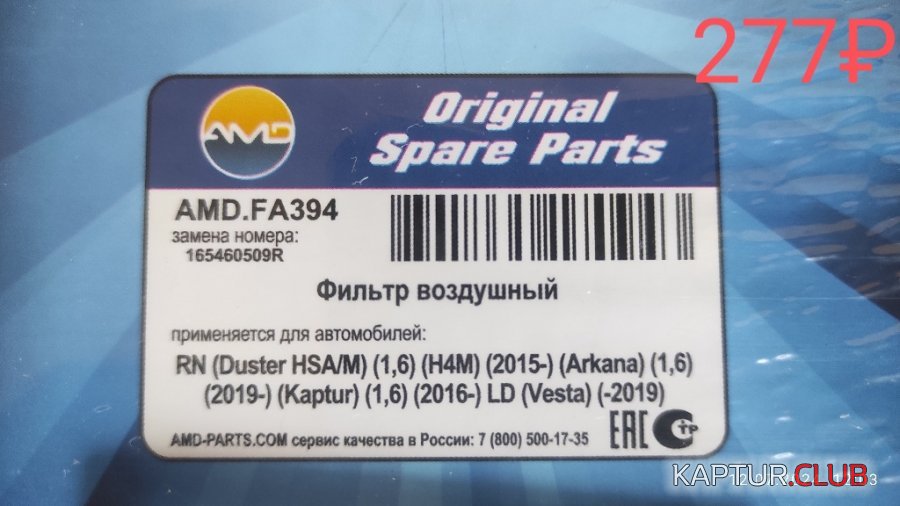 277₽
AMD
Original
Spare Parts
AMD.FA394
замена номера:
165460509R
Фильтр воздушный
применяется для автомобилей:
RN (Duster HSA/M) (1,6) (H4M) (2015-) (Arkana) (1,6)
(2019-) (Kaptur) (1,6) (2016-) LD (Vesta) (-2019)
AMD-PARTS.COM сервис качества в России: 7 (800) 500-17-35
EAC
СТР
KAPTUR.CLUB